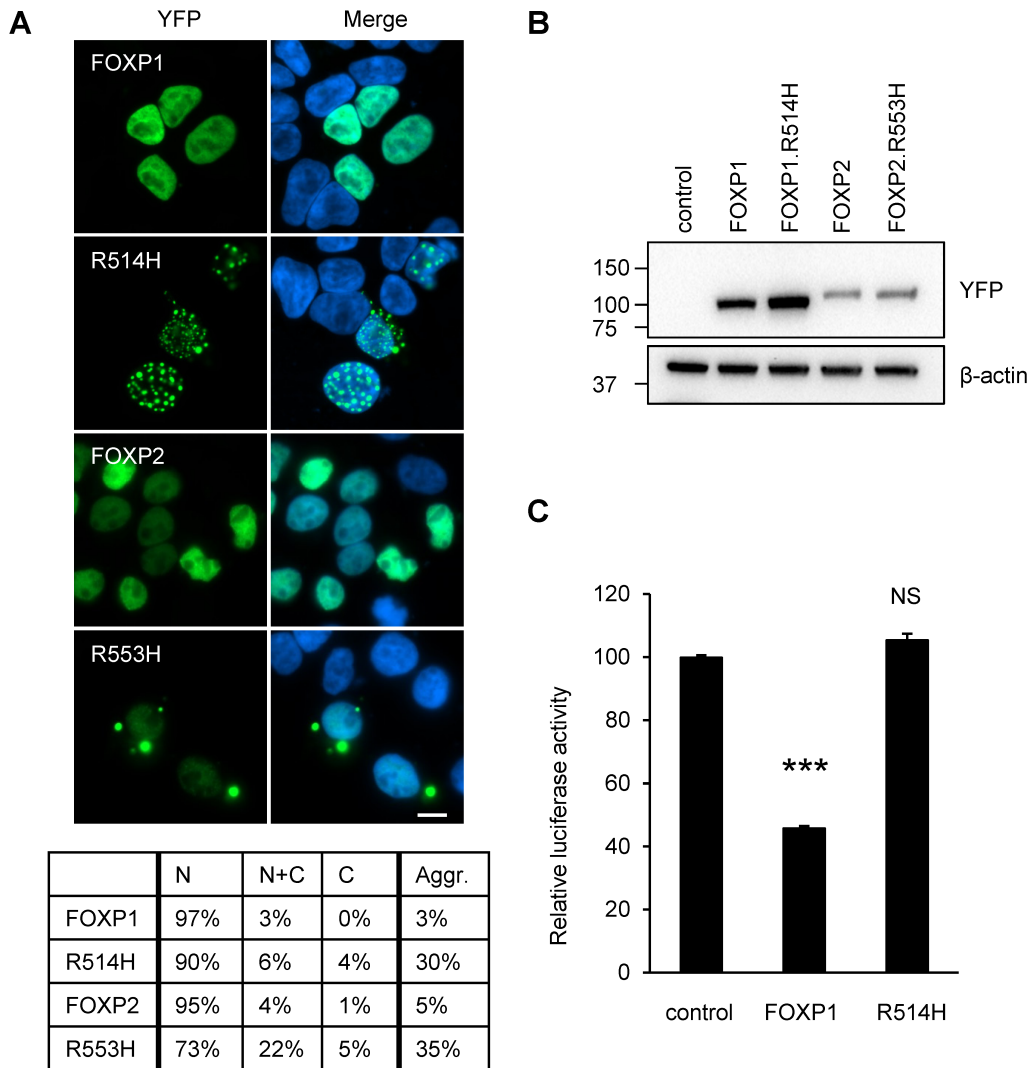 A
YFP Merge
FOXP1
R514H
FOXP2
R553H
N N+C C Aggr.
FOXP1 97% 3% 0% 3%
R514H 90% 6% 4% 30%
FOXP2 95% 4% 1% 5%
R553H 73% 22% 5% 35%
B
control
FOXP1
FOXP1.R514H
FOXP2
FOXP2.R553H
150
100
75
YFP
37
β-actin
C
Relative luciferase activity
120
100
80
60
40
20
0
***
NS
control FOXP1 R514H